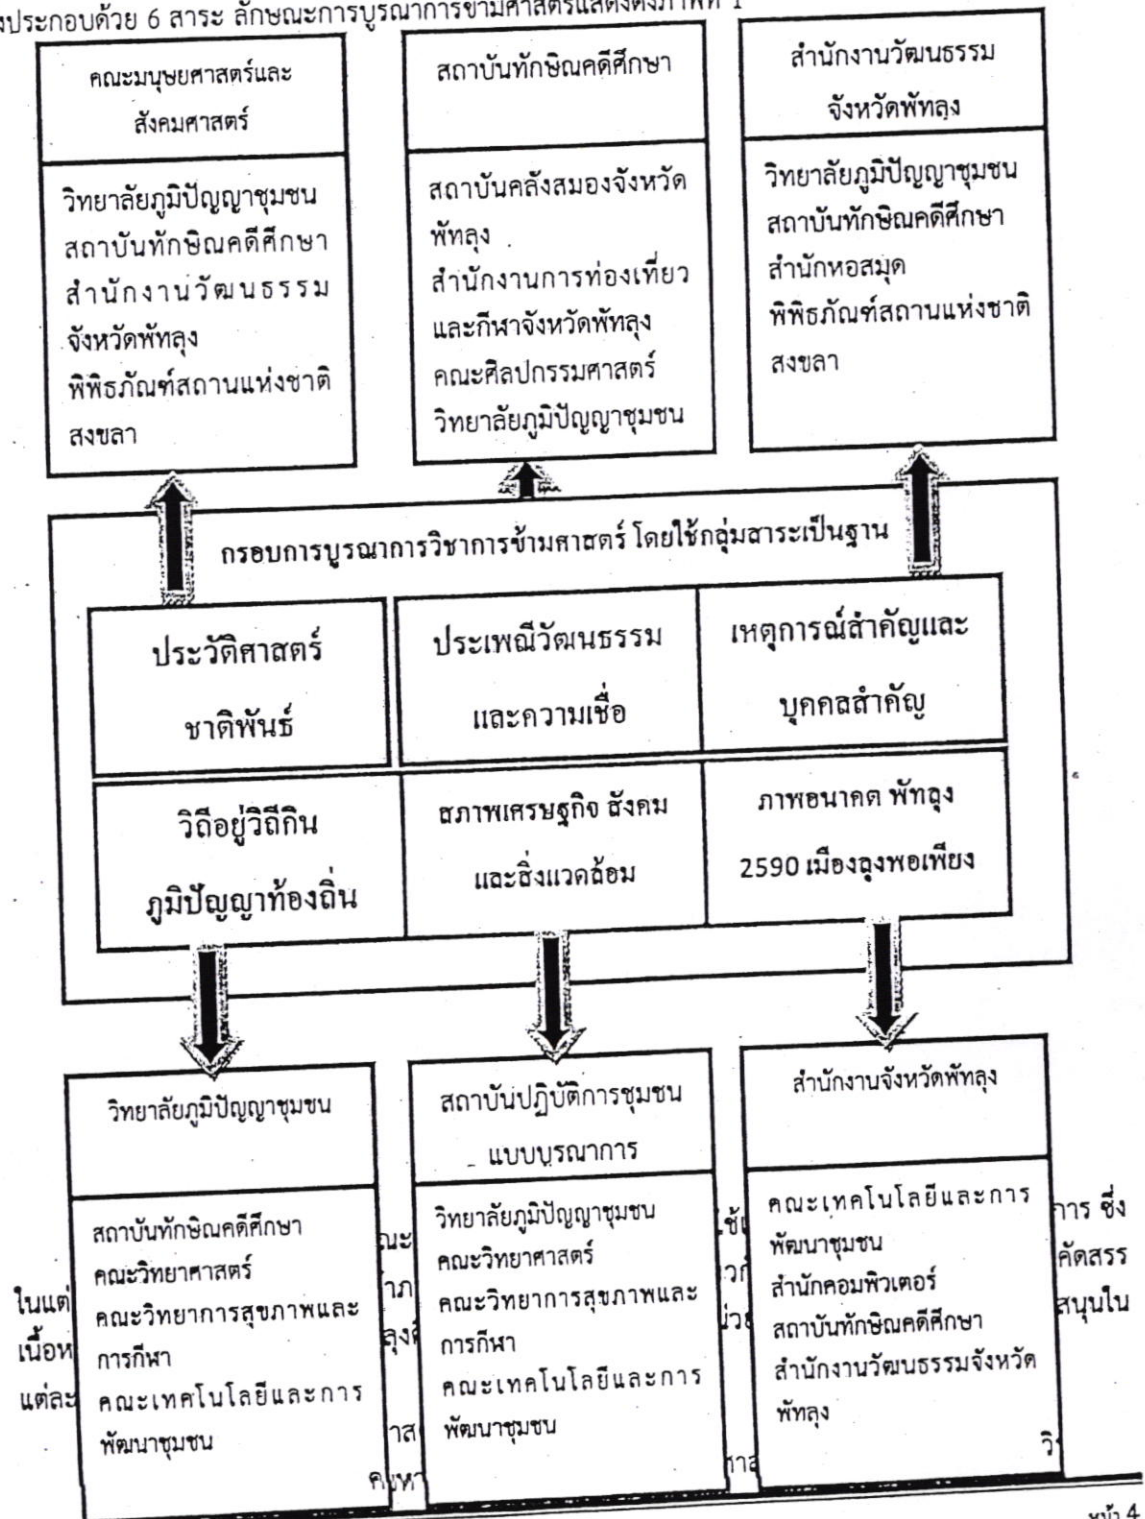 ประกอบด้วย 6 สาระ ลักษณะการบูรณาการข้ามศาสตร์แสดงดังภาพที่ 1
คณะมนุษยศาสตร์และ
สังคมศาสตร์
วิทยาลัยภูมิปัญญาชุมชน
สถาบันทักษิณคดีศึกษา
สำนักงานวัฒนธรรม
จังหวัดพัทลุง
พิพิธภัณฑ์สถานแห่งชาติ
สงขลา
สถาบันทักษิณคดีศึกษา
สถาบันคลังสมองจังหวัด
พัทลุง
สำนักงานการท่องเที่ยว
และกีฬาจังหวัดพัทลุง
คณะศิลปกรรมศาสตร์
วิทยาลัยภูมิปัญญาชุมชน
สำนักงานวัฒนธรรม
จังหวัดพัทลุง
วิทยาลัยภูมิปัญญาชุมชน
สถาบันทักษิณคดีศึกษา
สำนักหอสมุด
พิพิธภัณฑ์สถานแห่งชาติ
สงขลา
กรอบการบูรณาการวิชาการข้ามศาสตร์ โดยใช้กลุ่มสาระเป็นฐาน
ประวัติศาสตร์
ชาติพันธ์
ประเพณีวัฒนธรรม
และความเชื่อ
เหตุการณ์สำคัญและ
บุคคลสำคัญ
วิถีอยู่วิถีกิน
ภูมิปัญญาท้องถิ่น
สภาพเศรษฐกิจ สังคม
และสิ่งแวดล้อม
ภาพอนาคต พัทลุง
2590 เมืองลุงพอเพียง
วิทยาลัยภูมิปัญญาชุมชน
สถาบันทักษิณคดีศึกษา
คณะวิทยาศาสตร์
คณะวิทยาการสุขภาพและ
การกีฬา
คณะเทคโนโลยีและการ
พัฒนาชุมชน
สถาบันปฏิบัติการชุมชน
แบบบูรณาการ
วิทยาลัยภูมิปัญญาชุมชน
คณะวิทยาศาสตร์
คณะวิทยาการสุขภาพและ
การกีฬา
คณะเทคโนโลยีและการ
พัฒนาชุมชน
สำนักงานจังหวัดพัทลุง
คณะเทคโนโลยีและการ
พัฒนาชุมชน
สำนักคอมพิวเตอร์
สถาบันทักษิณคดีศึกษา
สำนักงานวัฒนธรรมจังหวัด
พัทลุง
การ ซึ่ง
ในแต่
คัดสรร
เนื้อห
สนุนใน
แต่ละ
หน้า 4